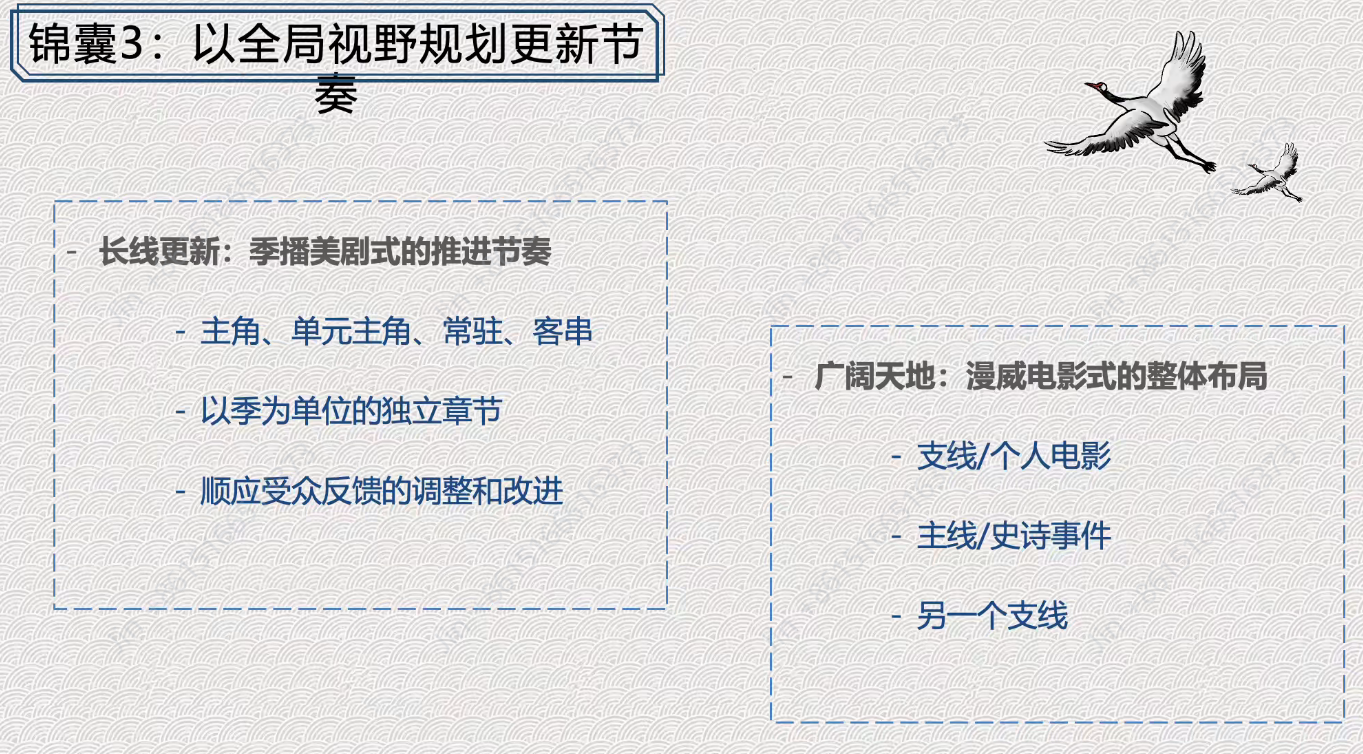 锦囊3：以全局视野规划更新节
奏
- 长线更新：季播美剧式的推进节奏
- 主角、单元主角、常驻、客串
- 以季为单位的独立章节
- 顺应受众反馈的调整和改进
- 广阔天地：漫威电影式的整体布局
- 支线/个人电影
- 主线/史诗事件
- 另一个支线